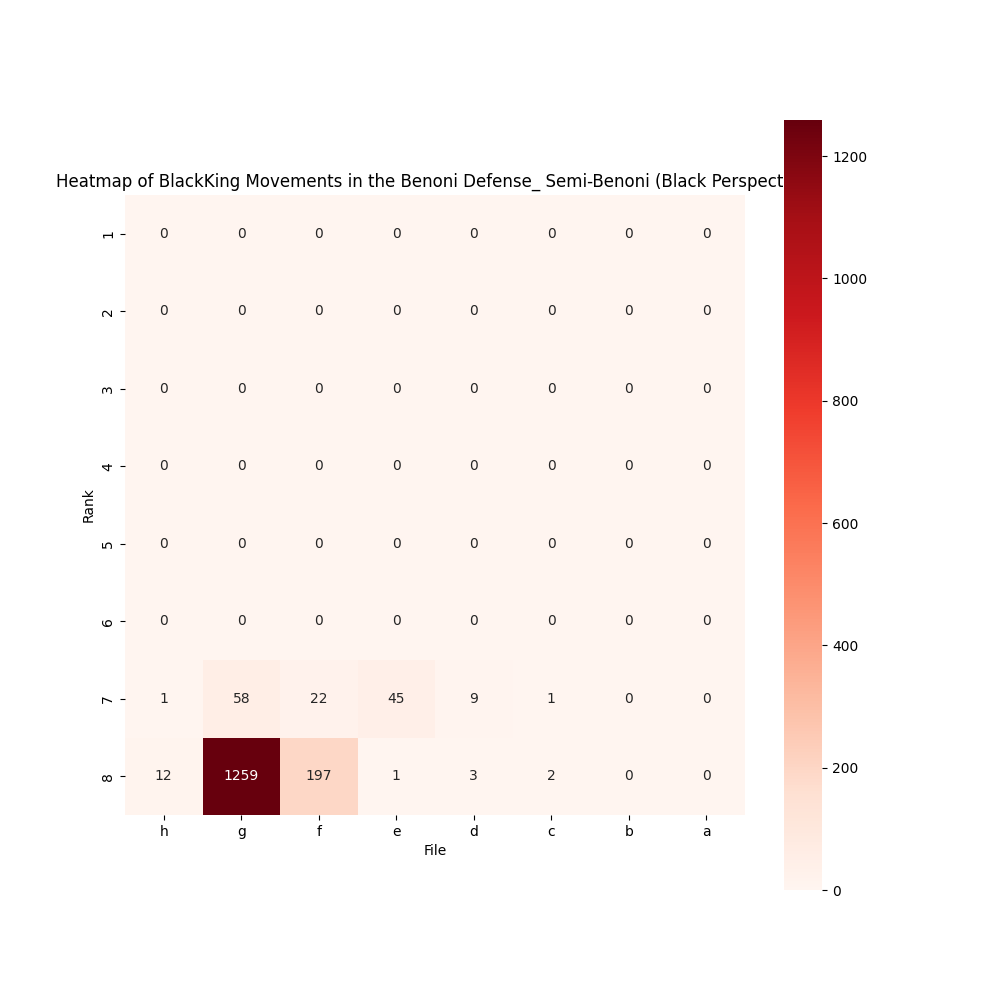 Heatmap of BlackKing Movements in the Benoni Defense_ Semi-Benoni (Black Perspect
1200
1000
800
600
400
200
0
Rank
1 0 0 0 0 0 0 0 0
2 0 0 0 0 0 0 0 0
3 0 0 0 0 0 0 0 0
4 0 0 0 0 0 0 0 0
5 0 0 0 0 0 0 0 0
6 0 0 0 0 0 0 0 0
7 1 58 22 45 9 1 0 0
8 12 1259 197 1 3 2 0 0
h g f e d c b a
File